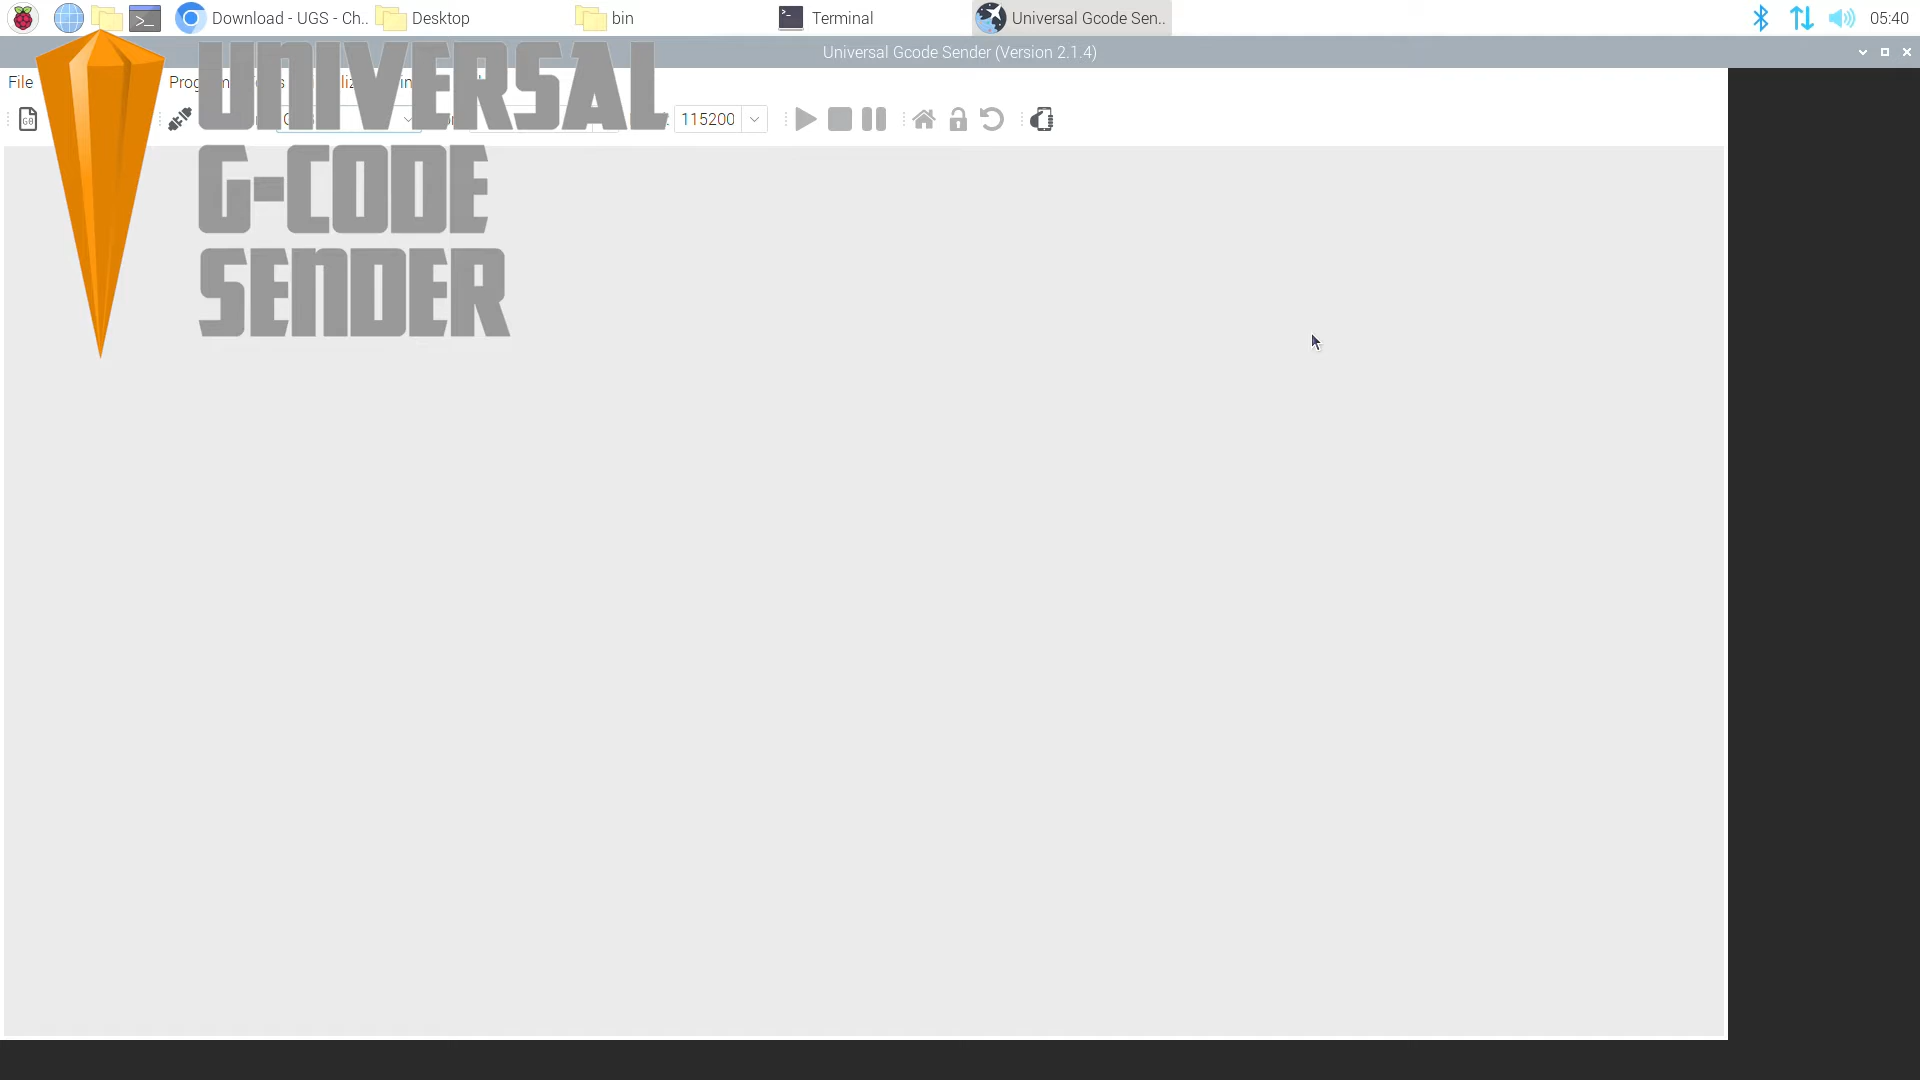 Download - UGS - Ch..
Desktop
bin
Terminal
Universal Gcode Sen..
05:40
Universal Gcode Sender (Version 2.1.4)
File
UNIVERSAL
115200
G-CODE
SENDER